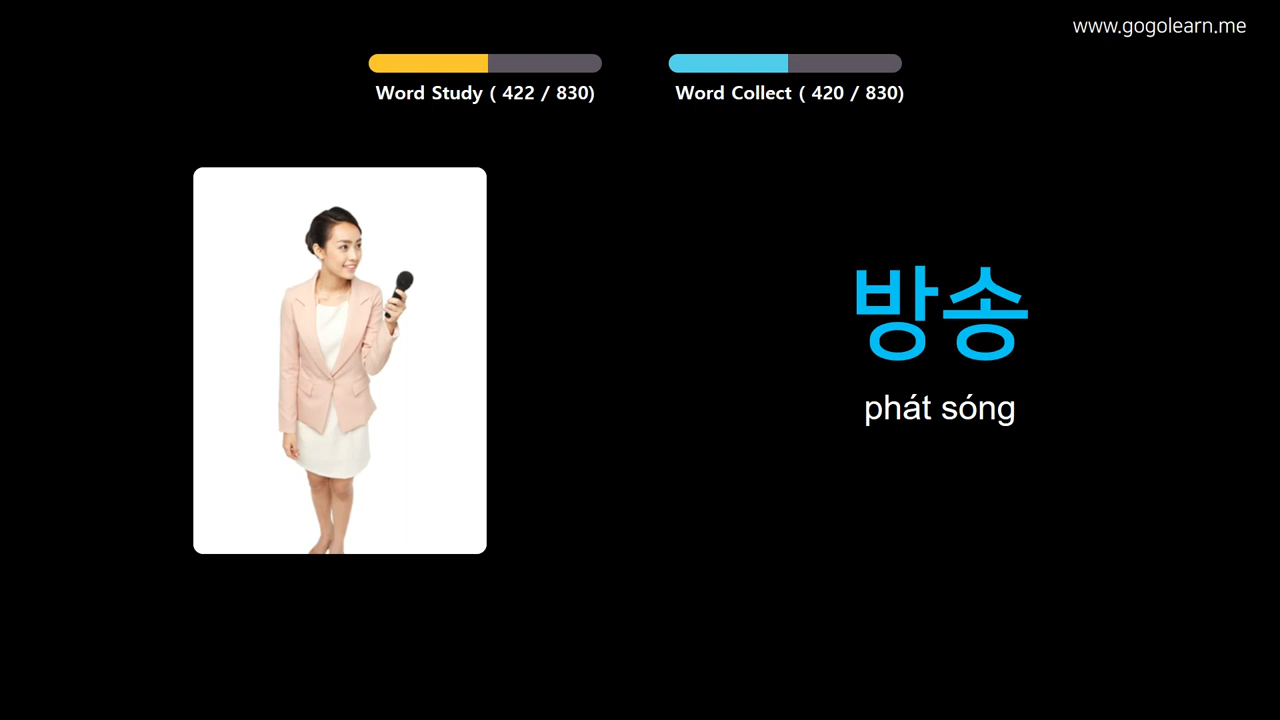 www.gogolearn.me
Word Study ( 422 / 830)
Word Collect ( 420 / 830)
방송
phát sóng